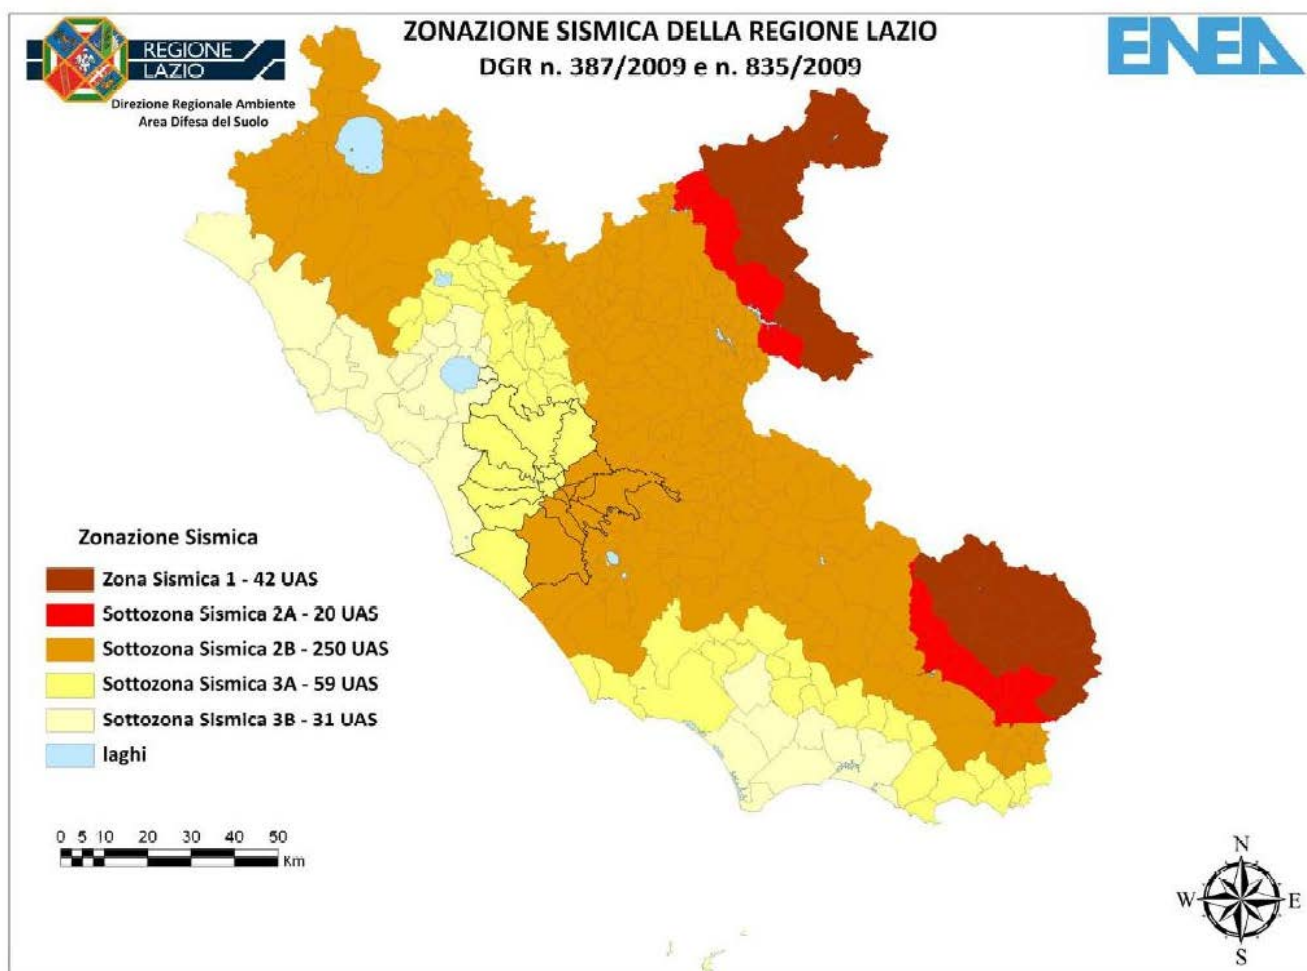 REGIONE
LAZIO
Direzione Regionale Ambiente
Area Difesa del Suolo
ZONAZIONE SISMICA DELLA REGIONE LAZIO
DGR n. 387/2009 e n. 835/2009
ENEA
Zonazione Sismica
Zona Sismica 1 - 42 UAS
Sottozona Sismica 2A - 20 UAS
Sottozona Sismica 2B - 250 UAS
Sottozona Sismica 3A - 59 UAS
Sottozona Sismica 3B - 31 UAS
laghi
0 5 10 20 30 40 50
Km
N
W E
S